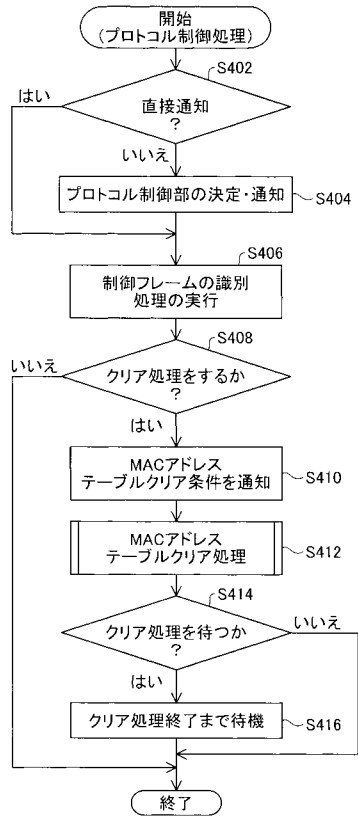 開始
(プロトコル制御処理)
S402
はい
直接通知
?
いいえ
プロトコル制御部の決定・通知
S404
S406
制御フレームの識別
処理の実行
S408
いいえ
クリア処理をするか
?
はい
MACアドレス
テーブルクリア条件を通知
S410
MACアドレス
テーブルクリア処理
S412
S414
クリア処理を待つか
?
いいえ
はい
クリア処理終了まで待機
S416
終了